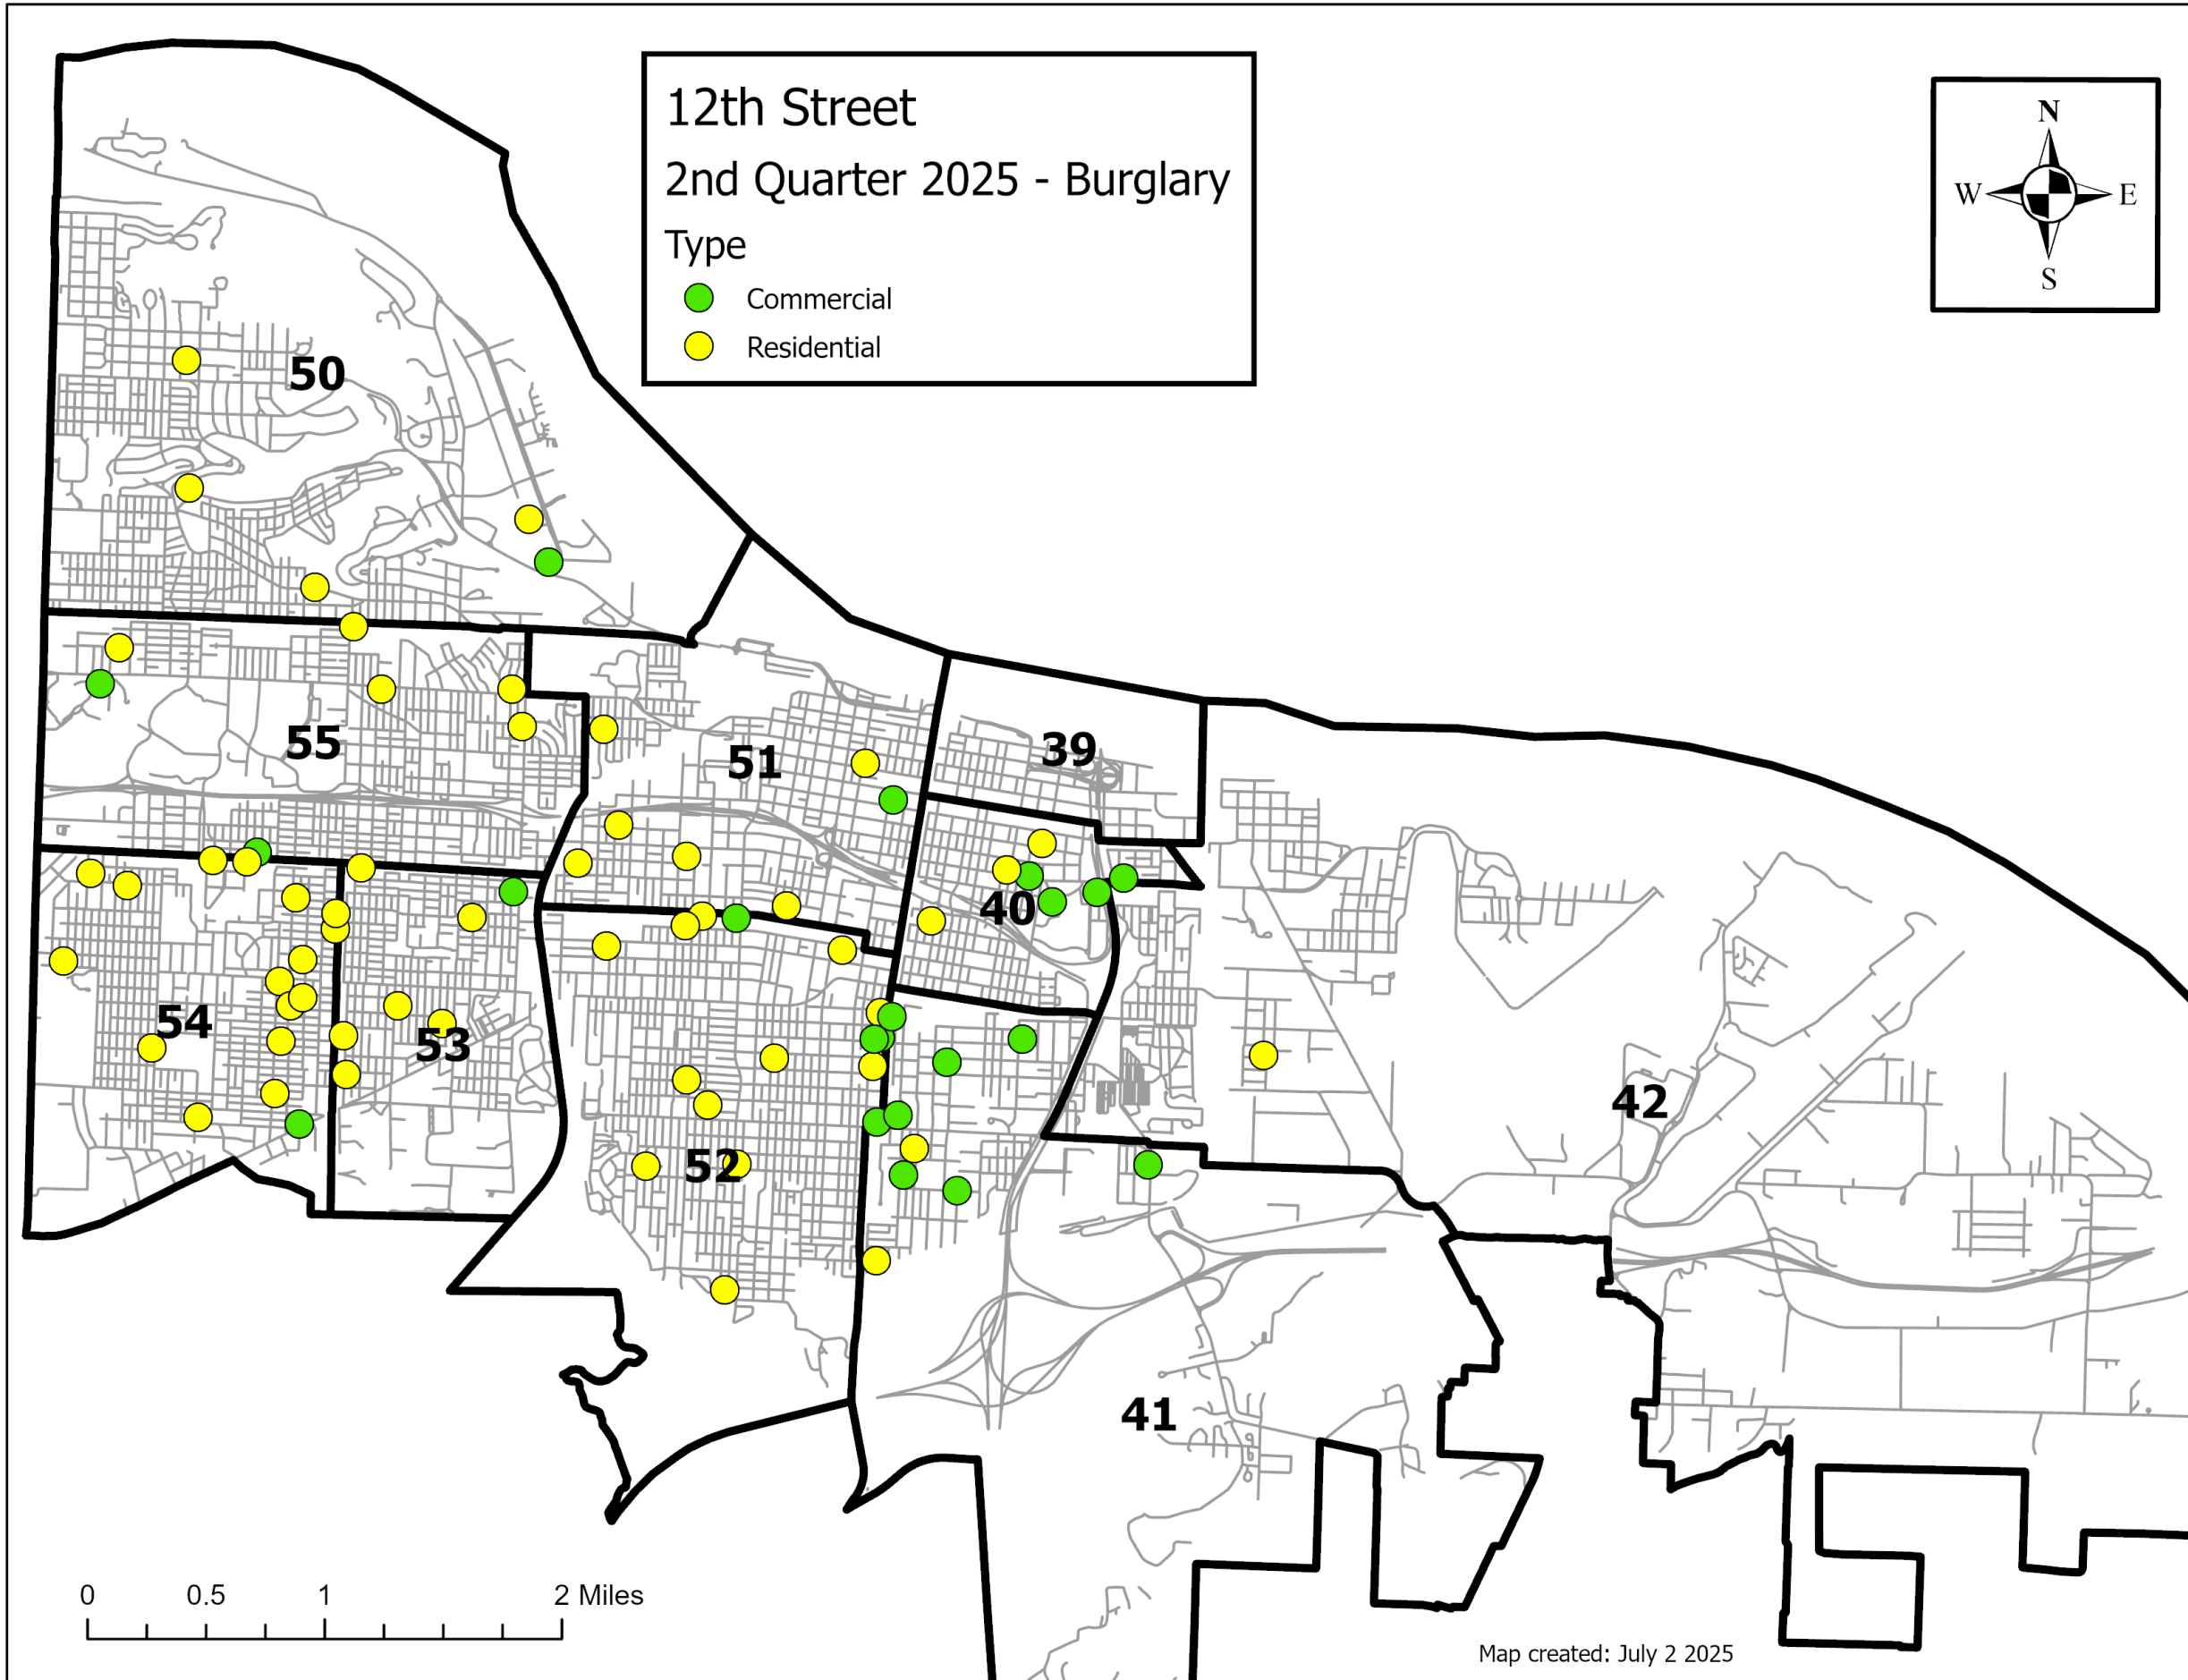 12th Street
2nd Quarter 2025 - Burglary
Type
Commercial
Residential
N
W
E
S
50
55
51
39
40
54
53
52
42
41
0 0.5 1 2 Miles
Map created: July 2 2025